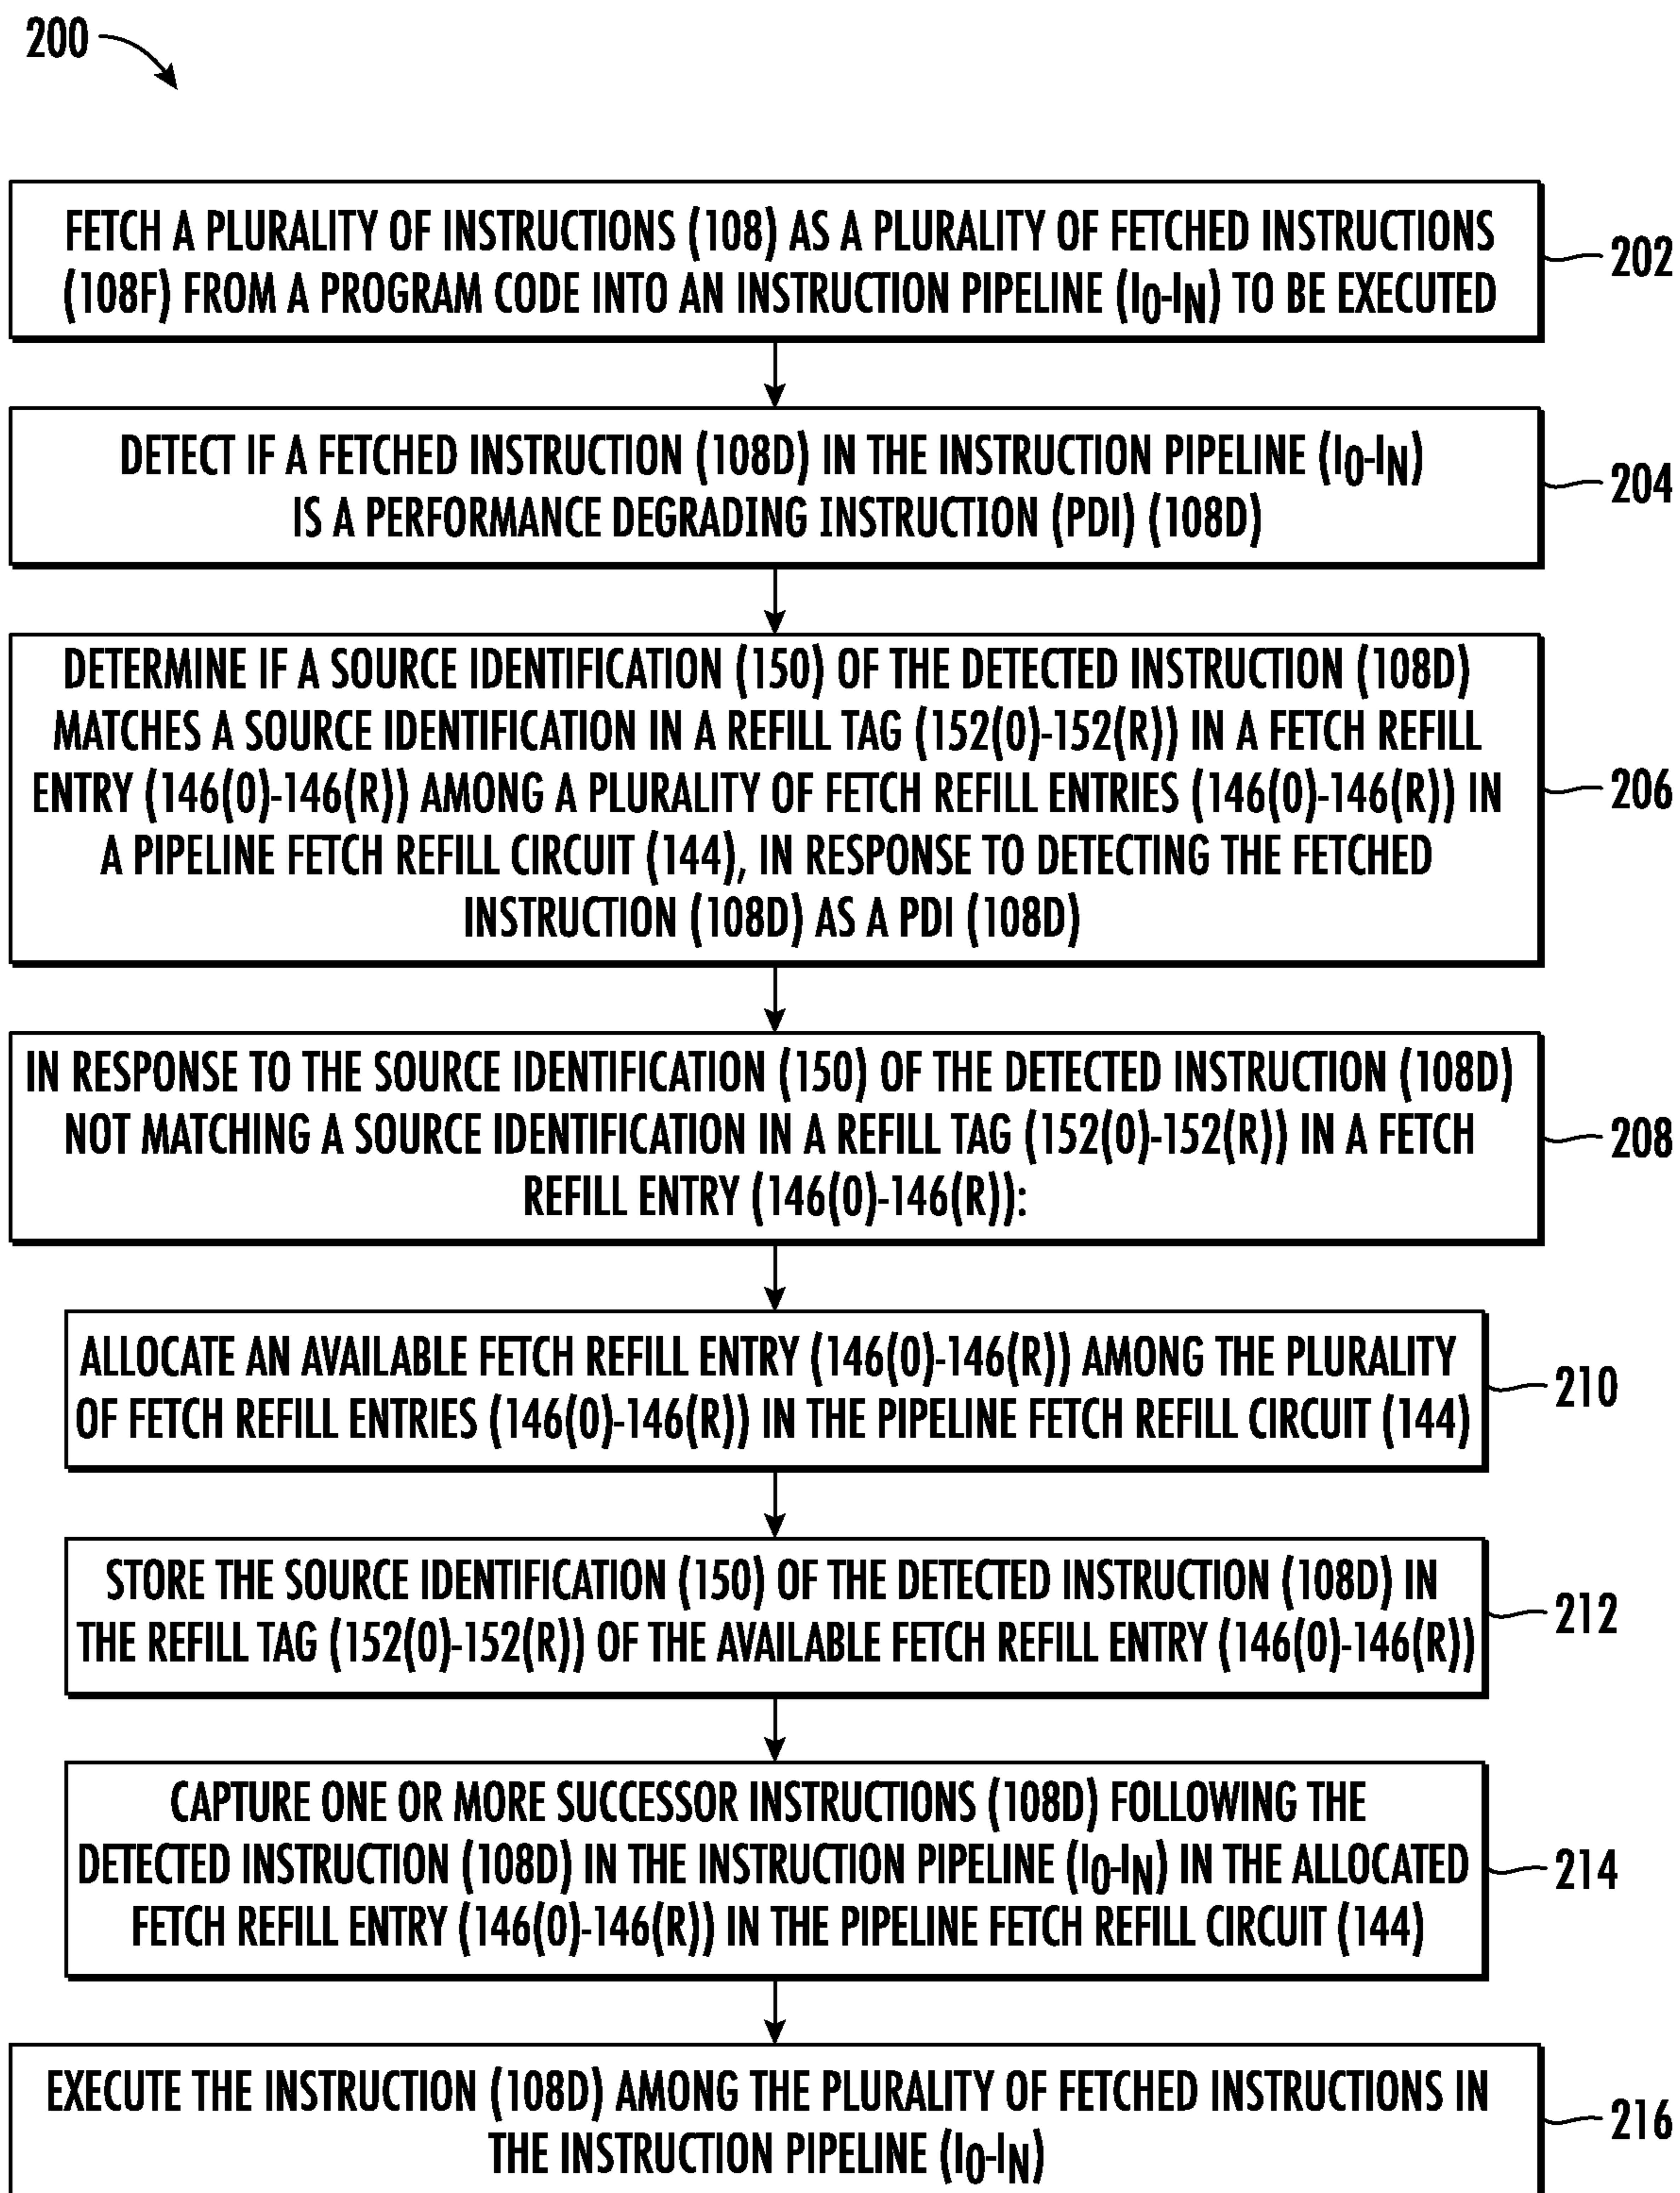 200
FETCH A PLURALITY OF INSTRUCTIONS (108) AS A PLURALITY OF FETCHED INSTRUCTIONS
(108F) FROM A PROGRAM CODE INTO AN INSTRUCTION PIPELINE (I0-IN) TO BE EXECUTED
202
DETECT IF A FETCHED INSTRUCTION (108D) IN THE INSTRUCTION PIPELINE (I0-IN)
IS A PERFORMANCE DEGRADING INSTRUCTION (PDI) (108D)
204
DETERMINE IF A SOURCE IDENTIFICATION (150) OF THE DETECTED INSTRUCTION (108D)
MATCHES A SOURCE IDENTIFICATION IN A REFILL TAG (152(0)-152(R)) IN A FETCH REFILL
ENTRY (146(0)-146(R)) AMONG A PLURALITY OF FETCH REFILL ENTRIES (146(0)-146(R)) IN
A PIPELINE FETCH REFILL CIRCUIT (144), IN RESPONSE TO DETECTING THE FETCHED
INSTRUCTION (108D) AS A PDI (108D)
206
IN RESPONSE TO THE SOURCE IDENTIFICATION (150) OF THE DETECTED INSTRUCTION (108D)
NOT MATCHING A SOURCE IDENTIFICATION IN A REFILL TAG (152(0)-152(R)) IN A FETCH
REFILL ENTRY (146(0)-146(R)):
208
ALLOCATE AN AVAILABLE FETCH REFILL ENTRY (146(0)-146(R)) AMONG THE PLURALITY
OF FETCH REFILL ENTRIES (146(0)-146(R)) IN THE PIPELINE FETCH REFILL CIRCUIT (144)
210
STORE THE SOURCE IDENTIFICATION (150) OF THE DETECTED INSTRUCTION (108D) IN
THE REFILL TAG (152(0)-152(R)) OF THE AVAILABLE FETCH REFILL ENTRY (146(0)-146(R))
212
CAPTURE ONE OR MORE SUCCESSOR INSTRUCTIONS (108D) FOLLOWING THE
DETECTED INSTRUCTION (108D) IN THE INSTRUCTION PIPELINE (I0-IN) IN THE ALLOCATED
FETCH REFILL ENTRY (146(0)-146(R)) IN THE PIPELINE FETCH REFILL CIRCUIT (144)
214
EXECUTE THE INSTRUCTION (108D) AMONG THE PLURALITY OF FETCHED INSTRUCTIONS IN
THE INSTRUCTION PIPELINE (I0-IN)
216